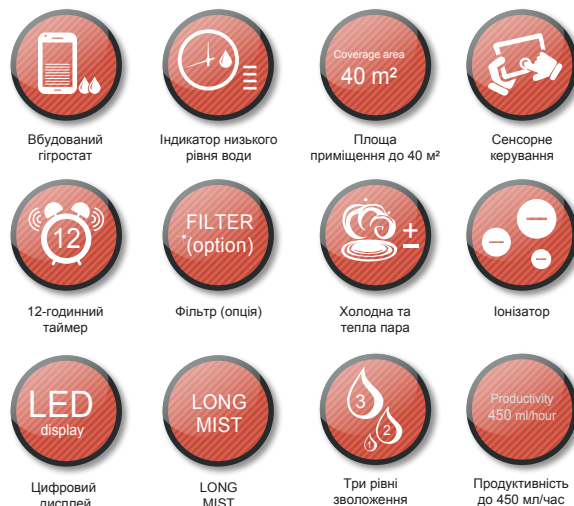 Coverage area
40 m²
Вбудований
гігростат
Індикатор низького
рівня води
Площа
приміщення до 40 м²
Сенсорне
керування
12
FILTER
*(option)
+
−
12-годинний
таймер
Фільтр (опція)
Холодна та
тепла пара
Іонізатор
LED
display
LONG
MIST
3
2
1
Productivity
450 ml/hour
Цифровий
дисплей
LONG
MIST
Три рівні
зволоження
Продуктивність
до 450 мл/час